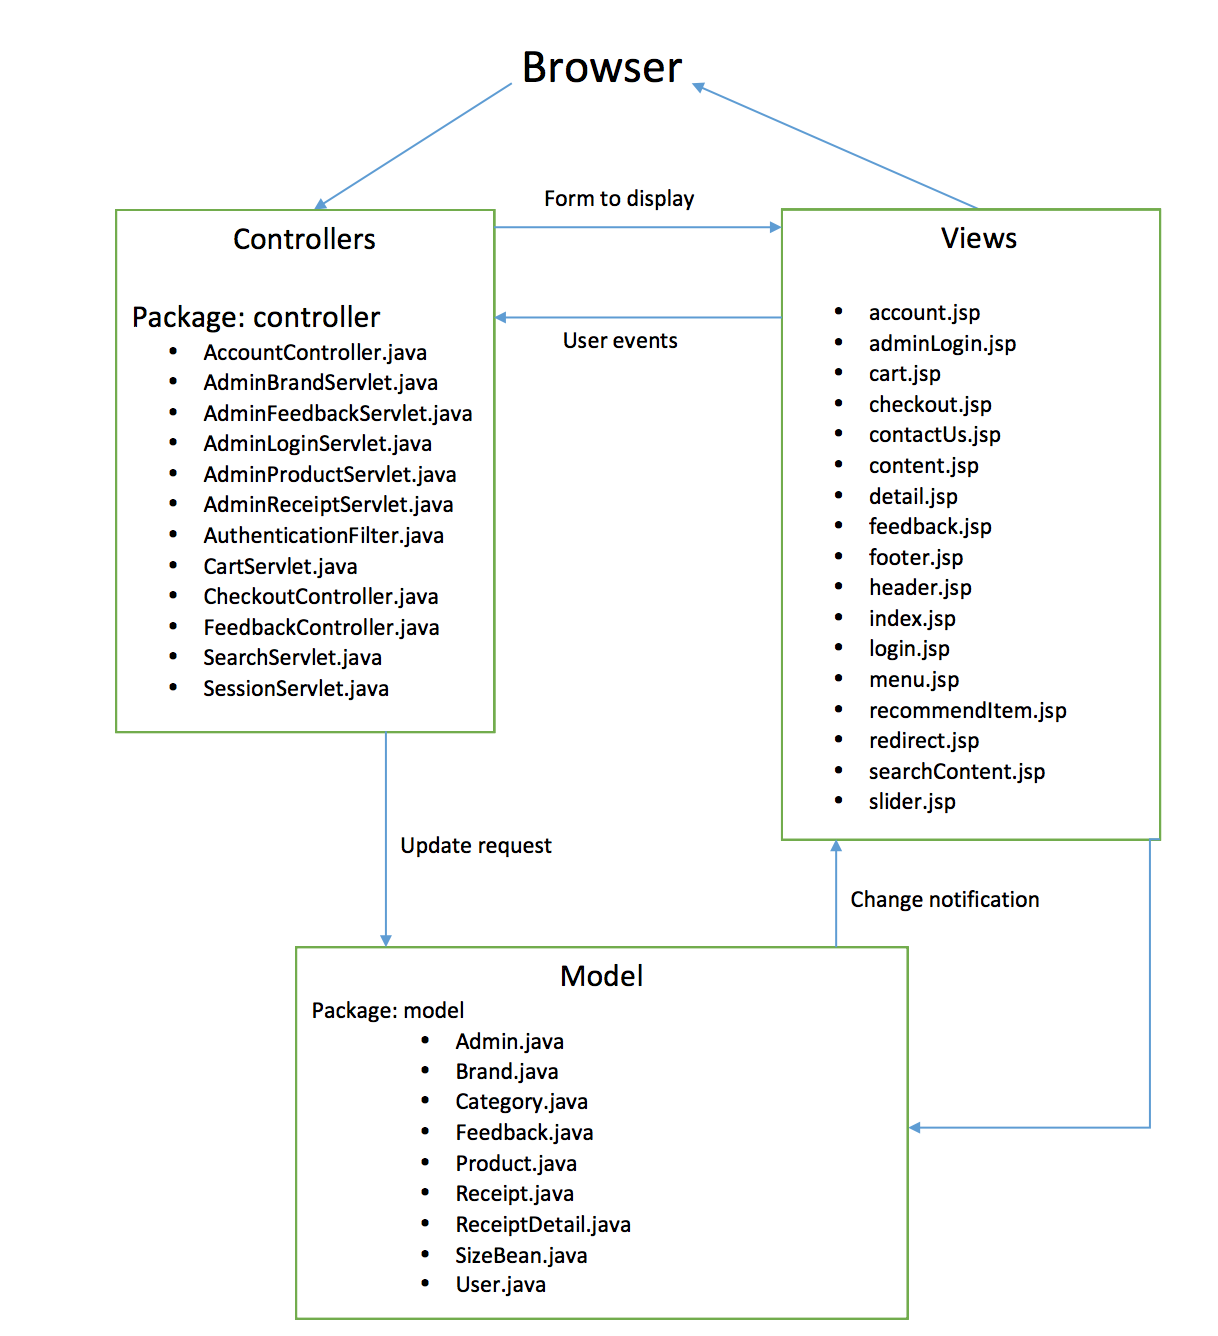 Browser
Form to display
Controllers
Package: controller
• AccountController.java
• AdminBrandServlet.java
• AdminFeedbackServlet.java
• AdminLoginServlet.java
• AdminProductServlet.java
• AdminReceiptServlet.java
• AuthenticationFilter.java
• CartServlet.java
• CheckoutController.java
• FeedbackController.java
• SearchServlet.java
• SessionServlet.java
User events
Views
• account.jsp
• adminLogin.jsp
• cart.jsp
• checkout.jsp
• contactUs.jsp
• content.jsp
• detail.jsp
• feedback.jsp
• footer.jsp
• header.jsp
• index.jsp
• login.jsp
• menu.jsp
• recommendItem.jsp
• redirect.jsp
• searchContent.jsp
• slider.jsp
Update request
Change notification
Model
Package: model
• Admin.java
• Brand.java
• Category.java
• Feedback.java
• Product.java
• Receipt.java
• ReceiptDetail.java
• SizeBean.java
• User.java